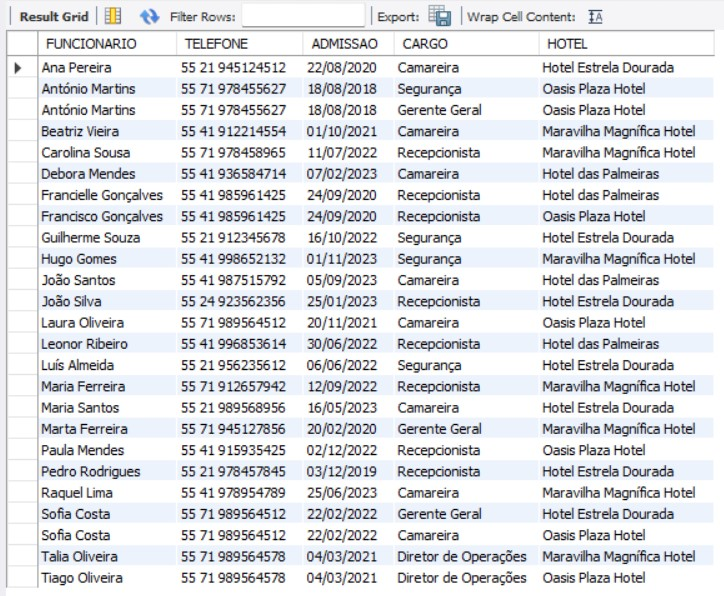 Result Grid Filter Rows: Export: Wrap Cell Content: IA
FUNCIONARIO TELEFONE ADMISSAO CARGO HOTEL
Ana Pereira 55 21 945124512 22/08/2020 Camareira Hotel Estrela Dourada
António Martins 55 71 978455627 18/08/2018 Segurança Oasis Plaza Hotel
António Martins 55 71 978455627 18/08/2018 Gerente Geral Oasis Plaza Hotel
Beatriz Vieira 55 41 912214554 01/10/2021 Camareira Maravilha Magnífica Hotel
Carolina Sousa 55 71 978458965 11/07/2022 Recepcionista Maravilha Magnífica Hotel
Debora Mendes 55 41 936584714 07/02/2023 Camareira Hotel das Palmeiras
Francielle Gonçalves 55 41 985961425 24/09/2020 Recepcionista Hotel das Palmeiras
Francisco Gonçalves 55 41 985961425 24/09/2020 Recepcionista Oasis Plaza Hotel
Guilherme Souza 55 21 912345678 16/10/2022 Segurança Hotel Estrela Dourada
Hugo Gomes 55 41 998652132 01/11/2023 Segurança Maravilha Magnífica Hotel
João Santos 55 41 987515792 05/09/2023 Camareira Hotel das Palmeiras
João Silva 55 24 923562356 25/01/2023 Recepcionista Hotel Estrela Dourada
Laura Oliveira 55 71 989564512 20/11/2021 Camareira Oasis Plaza Hotel
Leonor Ribeiro 55 41 996853614 30/06/2022 Recepcionista Hotel das Palmeiras
Luís Almeida 55 21 956235612 06/06/2022 Segurança Hotel Estrela Dourada
Maria Ferreira 55 71 912657942 12/09/2022 Recepcionista Maravilha Magnífica Hotel
Maria Santos 55 21 989568956 16/05/2023 Camareira Hotel Estrela Dourada
Marta Ferreira 55 71 945127856 20/02/2020 Gerente Geral Maravilha Magnífica Hotel
Paula Mendes 55 41 915935425 02/12/2022 Recepcionista Oasis Plaza Hotel
Pedro Rodrigues 55 21 978457845 03/12/2019 Recepcionista Hotel Estrela Dourada
Raquel Lima 55 41 978954789 25/06/2023 Camareira Maravilha Magnífica Hotel
Sofia Costa 55 71 989564512 22/02/2022 Gerente Geral Hotel Estrela Dourada
Sofia Costa 55 71 989564512 22/02/2022 Camareira Oasis Plaza Hotel
Talia Oliveira 55 71 989564578 04/03/2021 Diretor de Operações Maravilha Magnífica Hotel
Tiago Oliveira 55 71 989564578 04/03/2021 Diretor de Operações Oasis Plaza Hotel